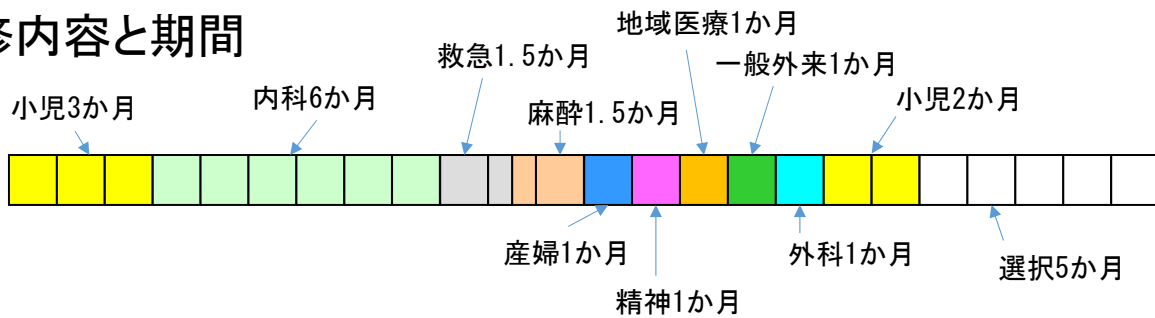 修内容と期間
地域医療1か月
救急1.5か月
一般外来1か月
小児3か月
内科6か月
麻酔1.5か月
小児2か月
産婦1か月
外科1か月
選択5か月
精神1か月